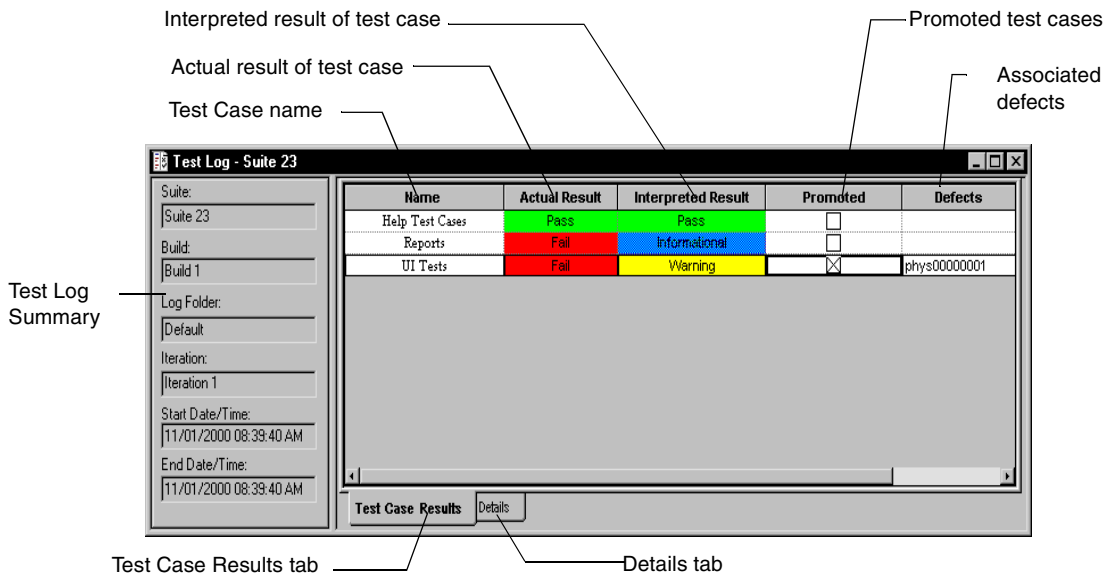 Interpreted result of test case
Promoted test cases
Actual result of test case
Associated
defects
Test Case name
Test Log - Suite 23
Suite:
Suite 23
Build:
Build 1
Log Folder:
Default
Iteration:
Iteration 1
Start Date/Time:
11/01/2000 08:39:40 AM
End Date/Time:
11/01/2000 08:39:40 AM
Name Actual Result Interpreted Result Promoted Defects
Help Test Cases Pass Pass
Reports Fail Informational
UI Tests Fail Warning phys00000001
Test Log
Summary
Test Case Results Details
Test Case Results tab
Details tab